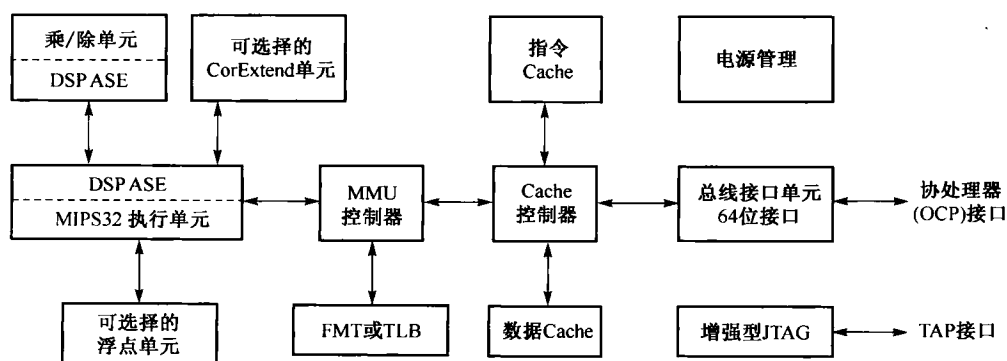 乘/除单元
DSPASE
可选择的
CorExtend单元
指令
Cache
电源管理
DSPASE
MIPS32 执行单元
MMU
控制器
Cache
控制器
总线接口单元
64位接口
协处理器
(OCP)接口
可选择的
浮点单元
FMT或TLB
数据Cache
增强型JTAG
TAP接口